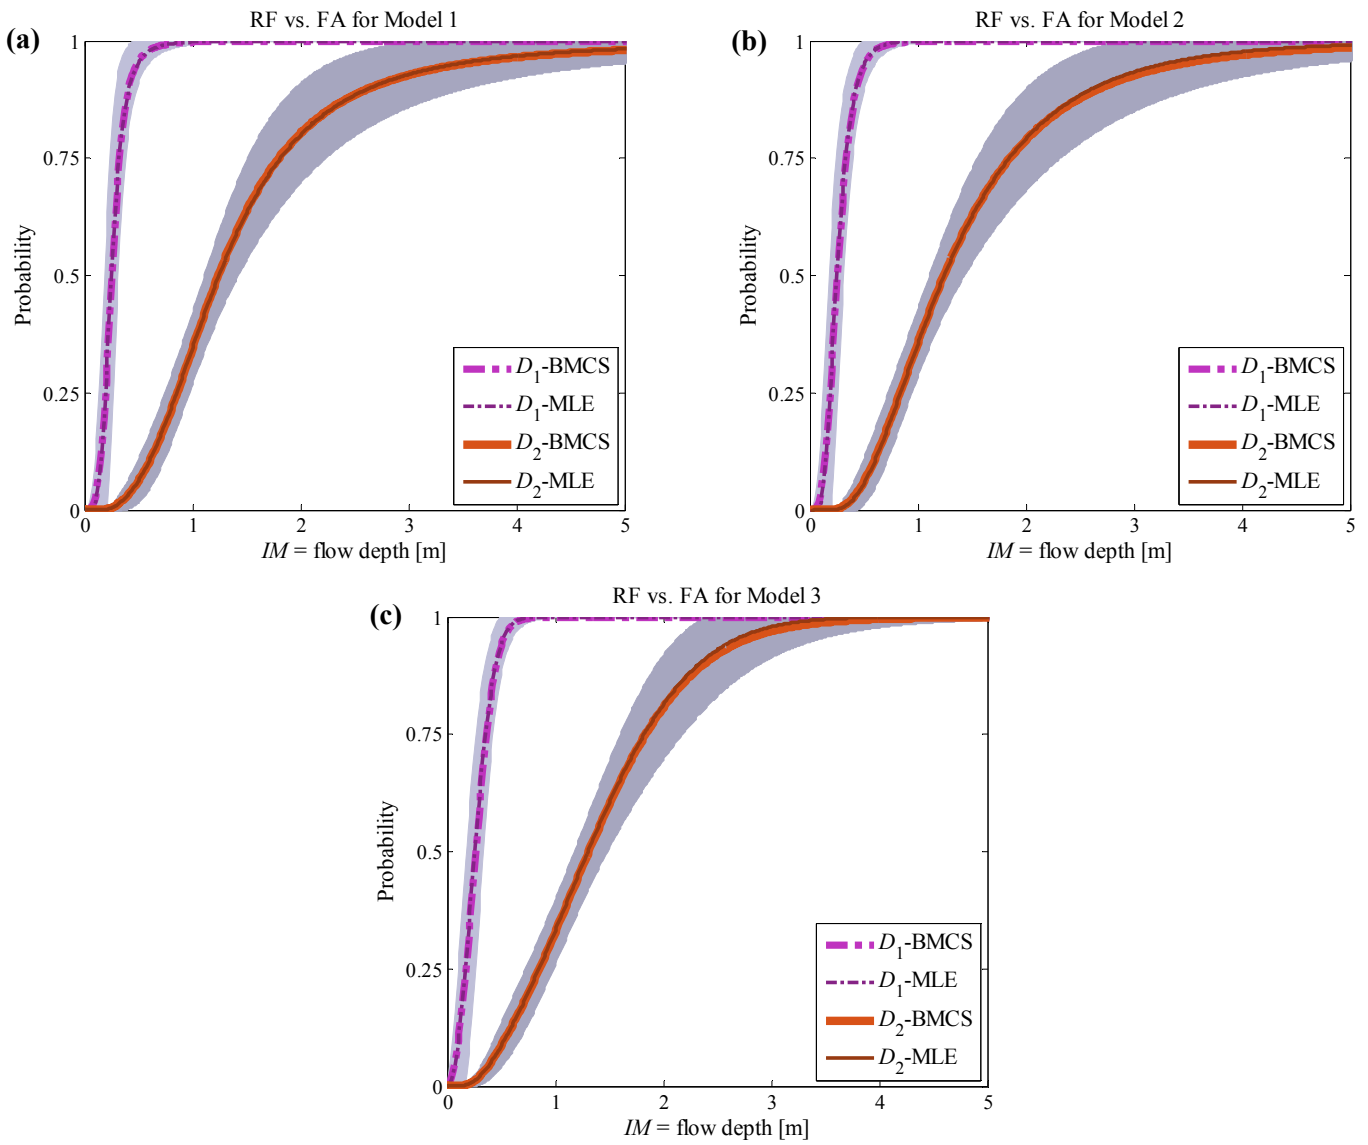 RF vs. FA for Model 1
(a)
1
0.75
0.5
0.25
0
Probability
D1-BMCS
D1-MLE
D2-BMCS
D2-MLE
0 1 2 3 4 5
IM = flow depth [m]
RF vs. FA for Model 2
(b)
1
0.75
0.5
0.25
0
Probability
D1-BMCS
D1-MLE
D2-BMCS
D2-MLE
0 1 2 3 4 5
IM = flow depth [m]
RF vs. FA for Model 3
(c)
1
0.75
0.5
0.25
0
Probability
D1-BMCS
D1-MLE
D2-BMCS
D2-MLE
0 1 2 3 4 5
IM = flow depth [m]